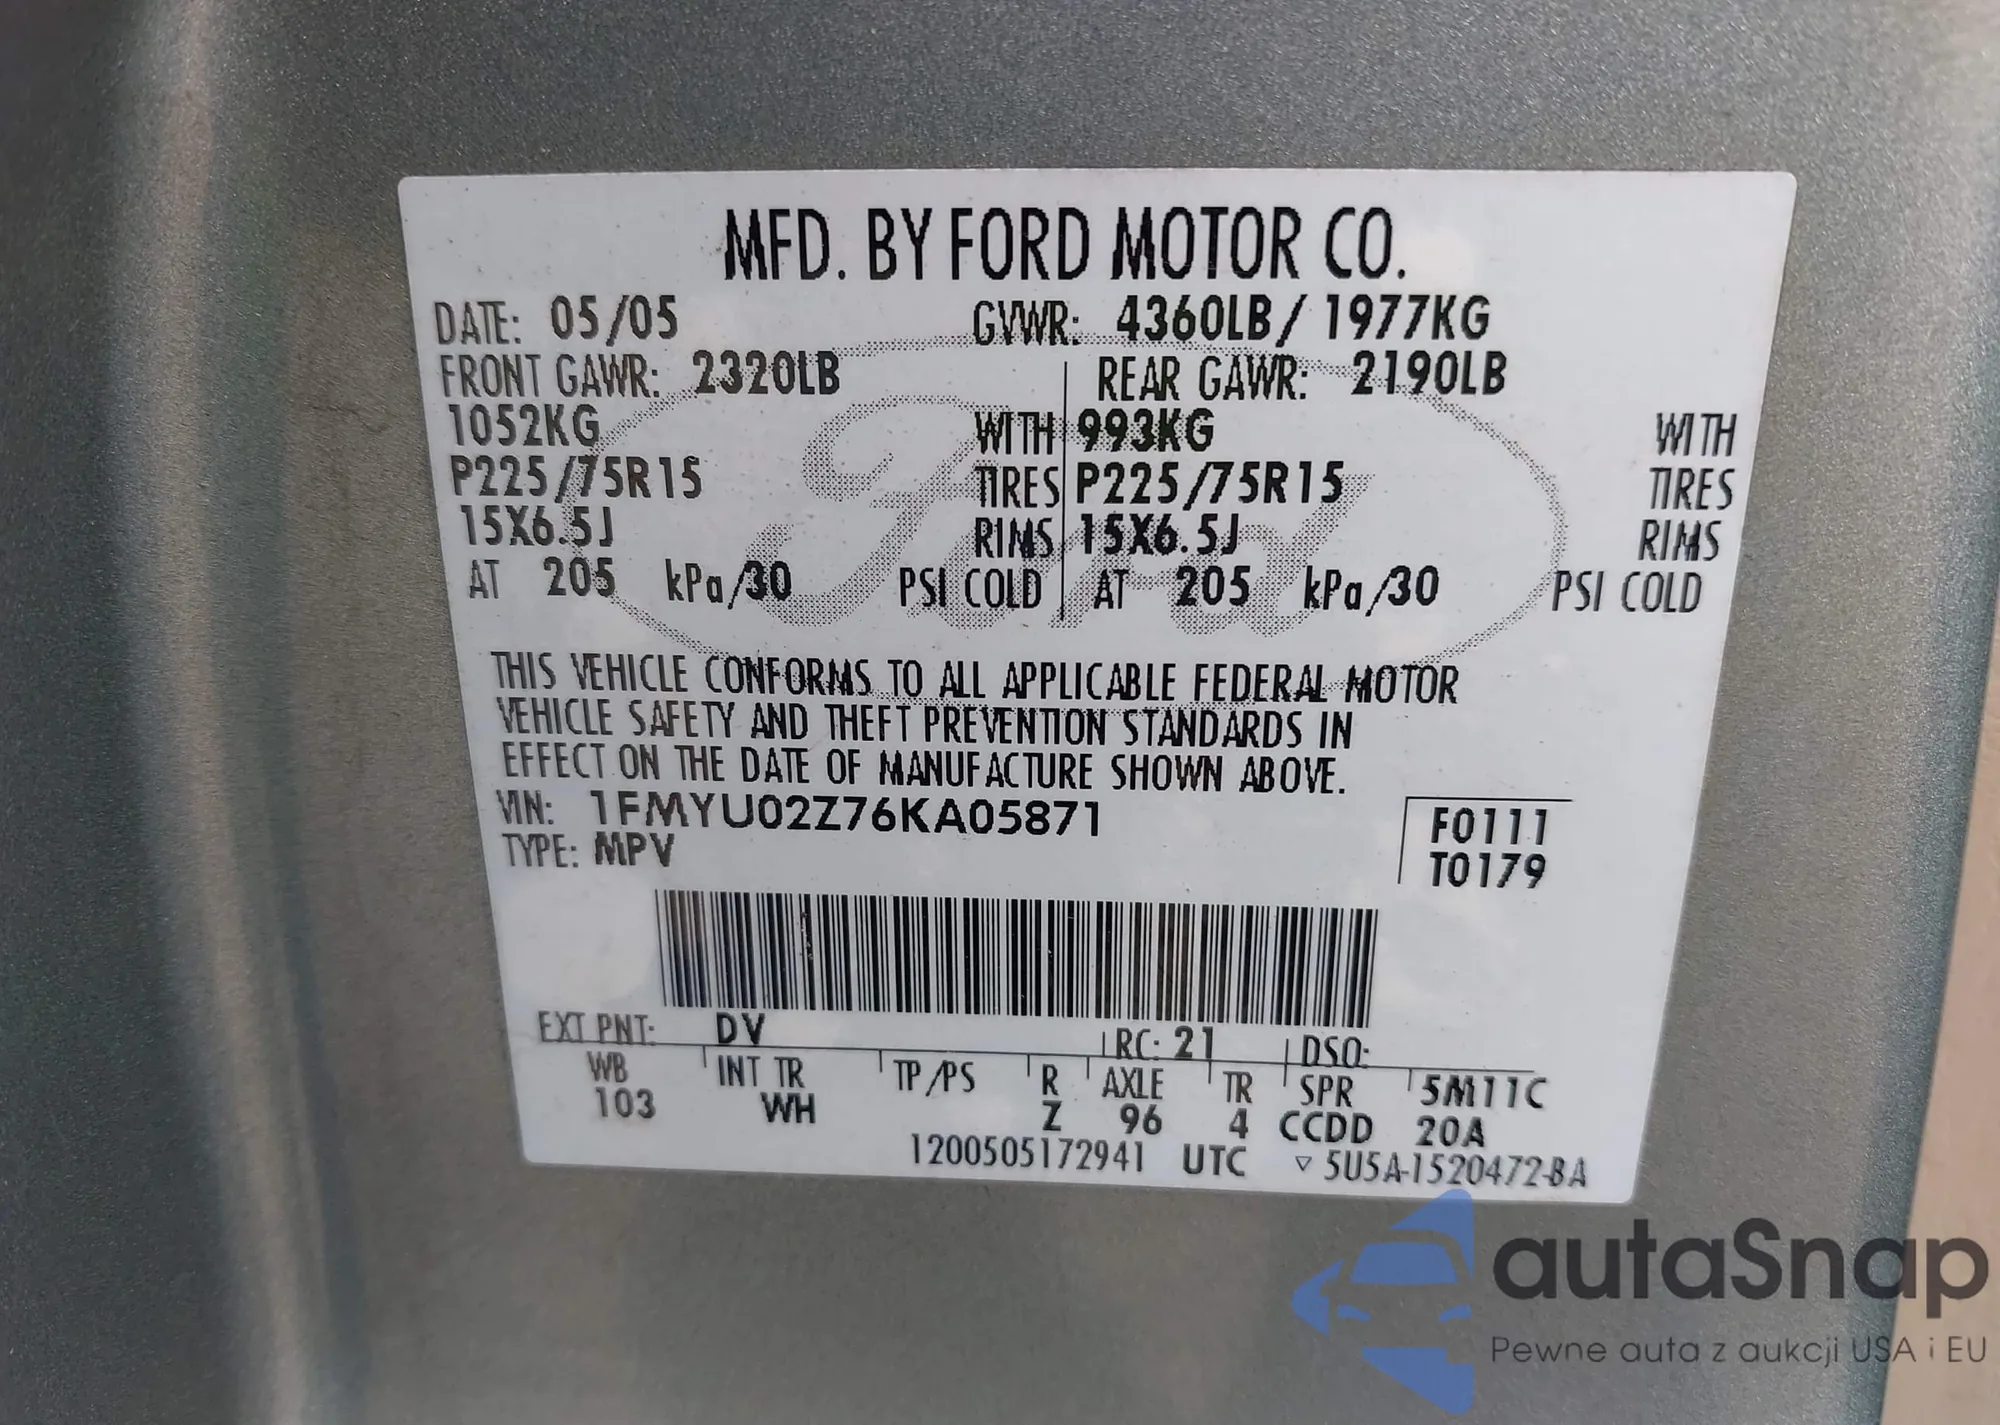 MFD. BY FORD MOTOR CO.
DATE: 05/05 GVWR: 4360LB/ 1977KG
FRONT GAWR: 2320LB REAR GAWR: 2190LB
1052KG WITH 993KG WITH
P225/75R15 TIRES P225/75R15 TIRES
15X6.5J RIMS 15X6.5J RIMS
AT 205 kPa/30 PSI COLD AT 205 kPa/30 PSI COLD
Ford
THIS VEHICLE CONFORMS TO ALL APPLICABLE FEDERAL MOTOR
VEHICLE SAFETY AND THEFT PREVENTION STANDARDS IN
EFFECT ON THE DATE OF MANUFACTURE SHOWN ABOVE.
VIN: 1FMYU02Z76KA05871
TYPE: MPV
F0111
T0179
EXT PNT: DV RC: 21 DSO:
WB INT TR TP/PS R AXLE TR SPR 5M11C
103 WH Z 96 4 CCDD 20A
1200505172941 UTC ▽ 5U5A-1520472-BA
autaSnap
Pewne auta z aukcji USA i EU